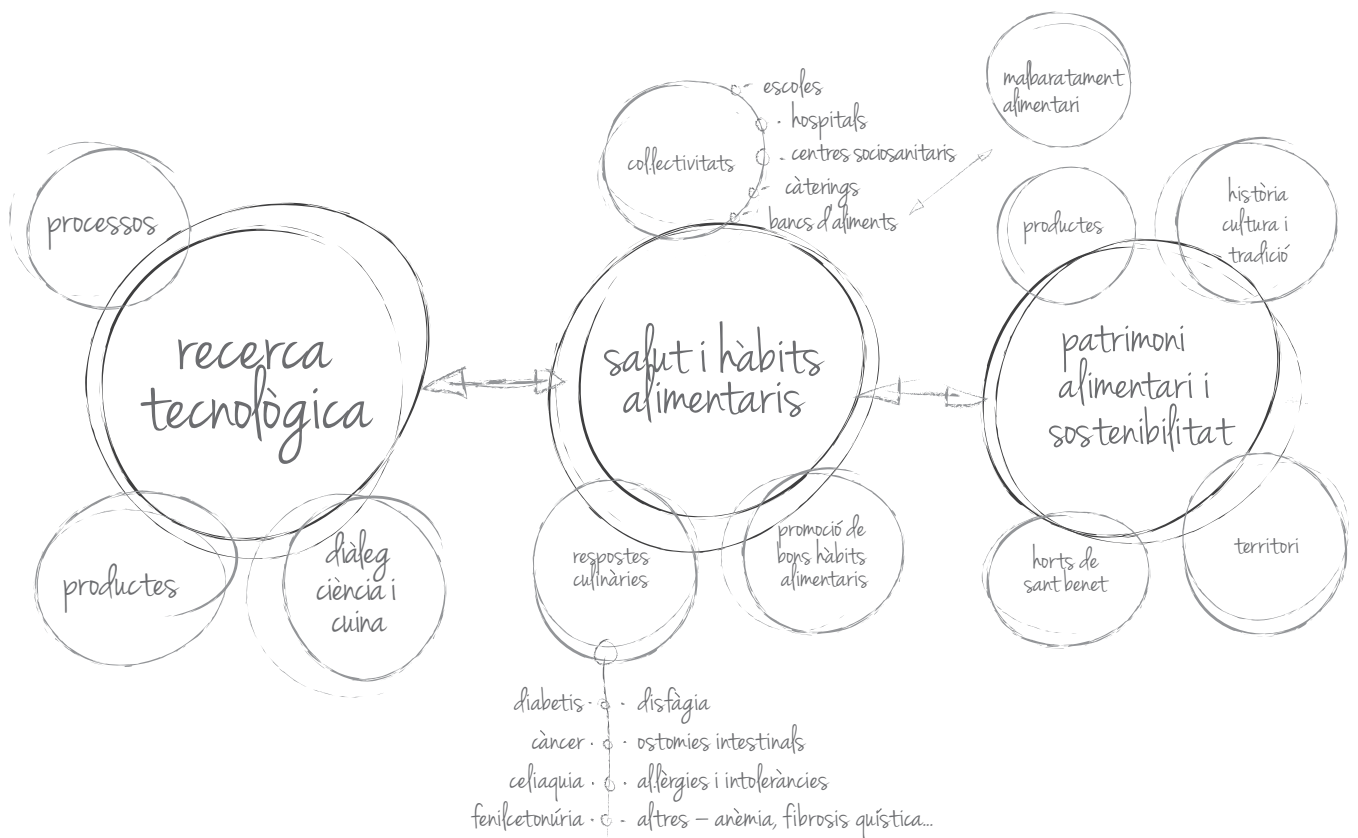 processos
recerca
tecnològica
productes
diàleg
ciència i
cuina
col.lectivitats
escoles
hospitals
centres sociosanitaris
càterings
bancs d'aliments
salut i hàbits
alimentaris
respostes
culinàries
promoció de
bons hàbits
alimentaris
diabetis
disfàgia
càncer
ostomies intestinals
celiaquia
al.lèrgies i intoleràncies
fenilcetonúria
altres – anèmia, fibrosis quística...
malbaratament
alimentari
productes
història
cultura i
tradició
patrimoni
alimentari i
sostenibilitat
horts de
sant benet
territori